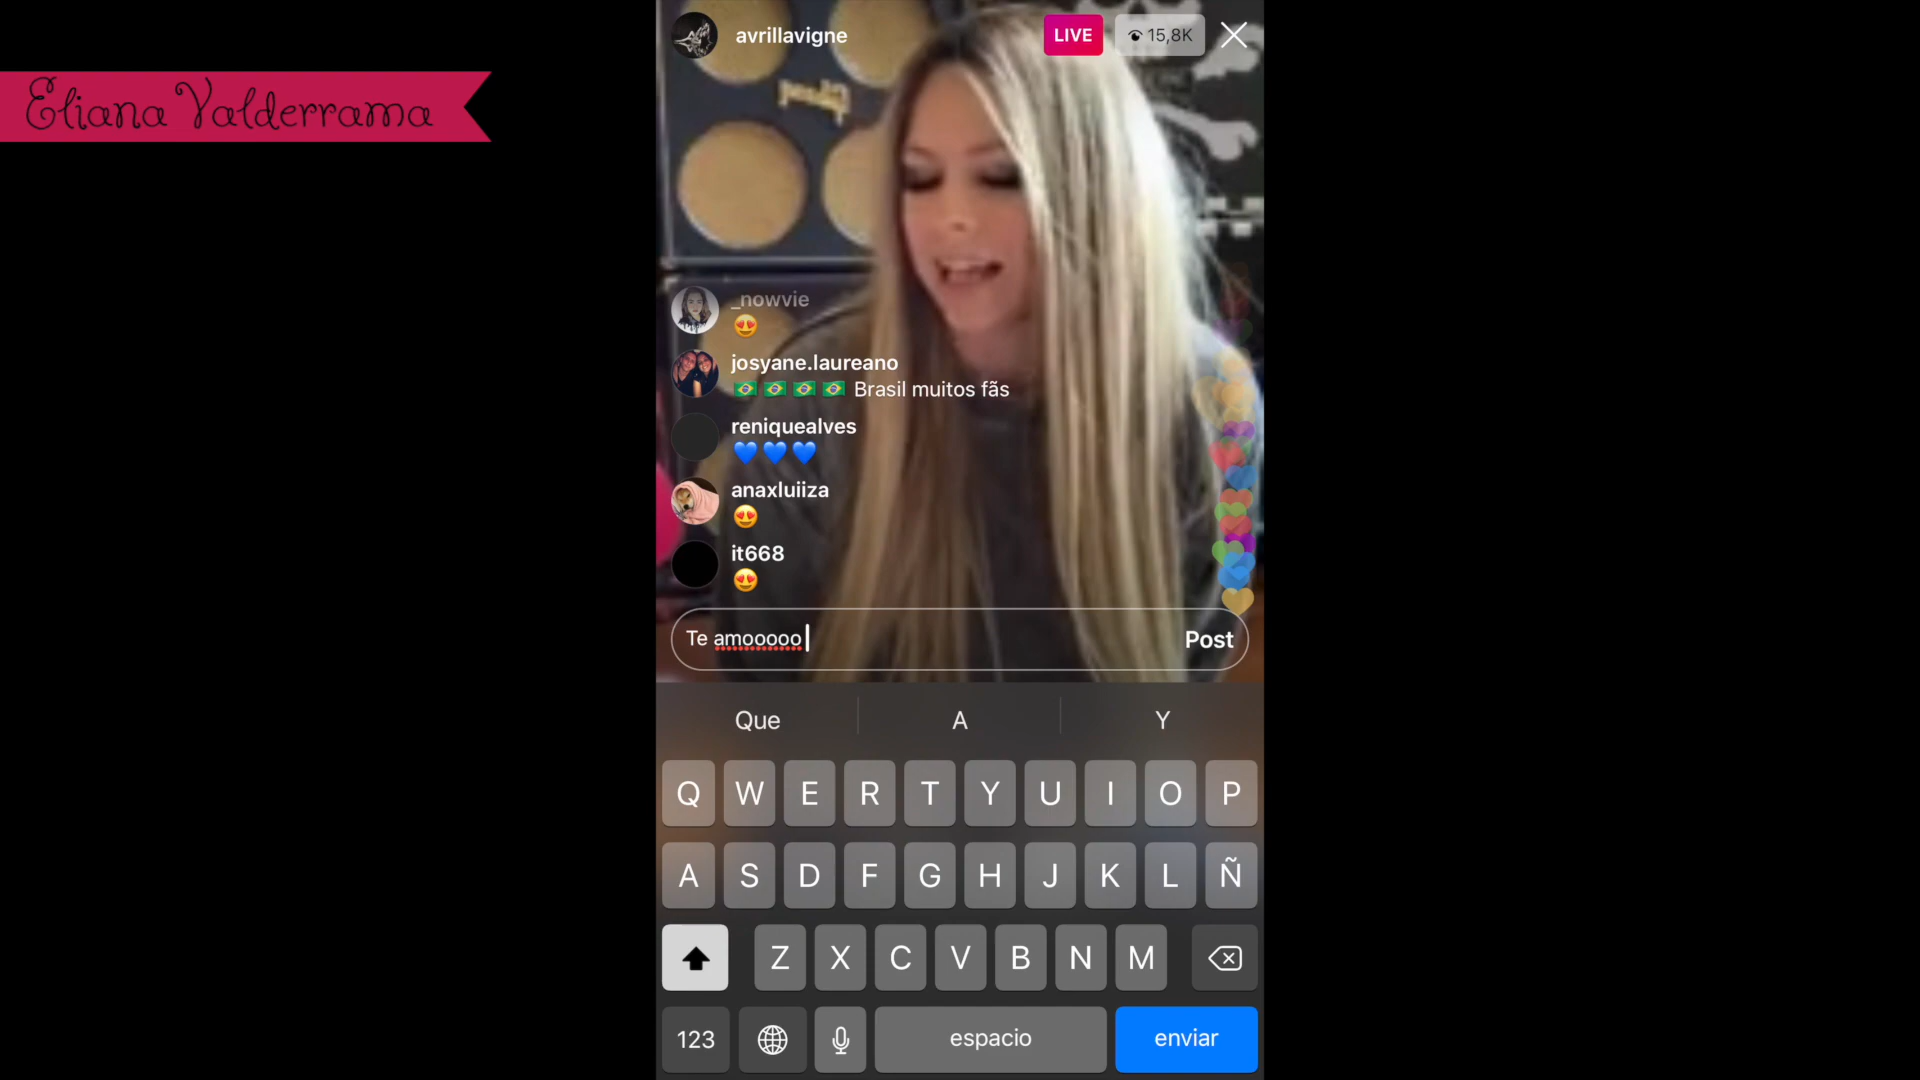 Eliana Valderrama
avrillavigne
LIVE
15,8K
_nowvie
😍
josyane.laureano
🇧🇷 🇧🇷 🇧🇷 🇧🇷 Brasil muitos fãs
reniquealves
💙 💙 💙
anaxluiiza
😍
it668
😍
Te amooooo
Post
Que A Y
Q W E R T Y U I O P
A S D F G H J K L Ñ
Z X C V B N M
123 espacio enviar